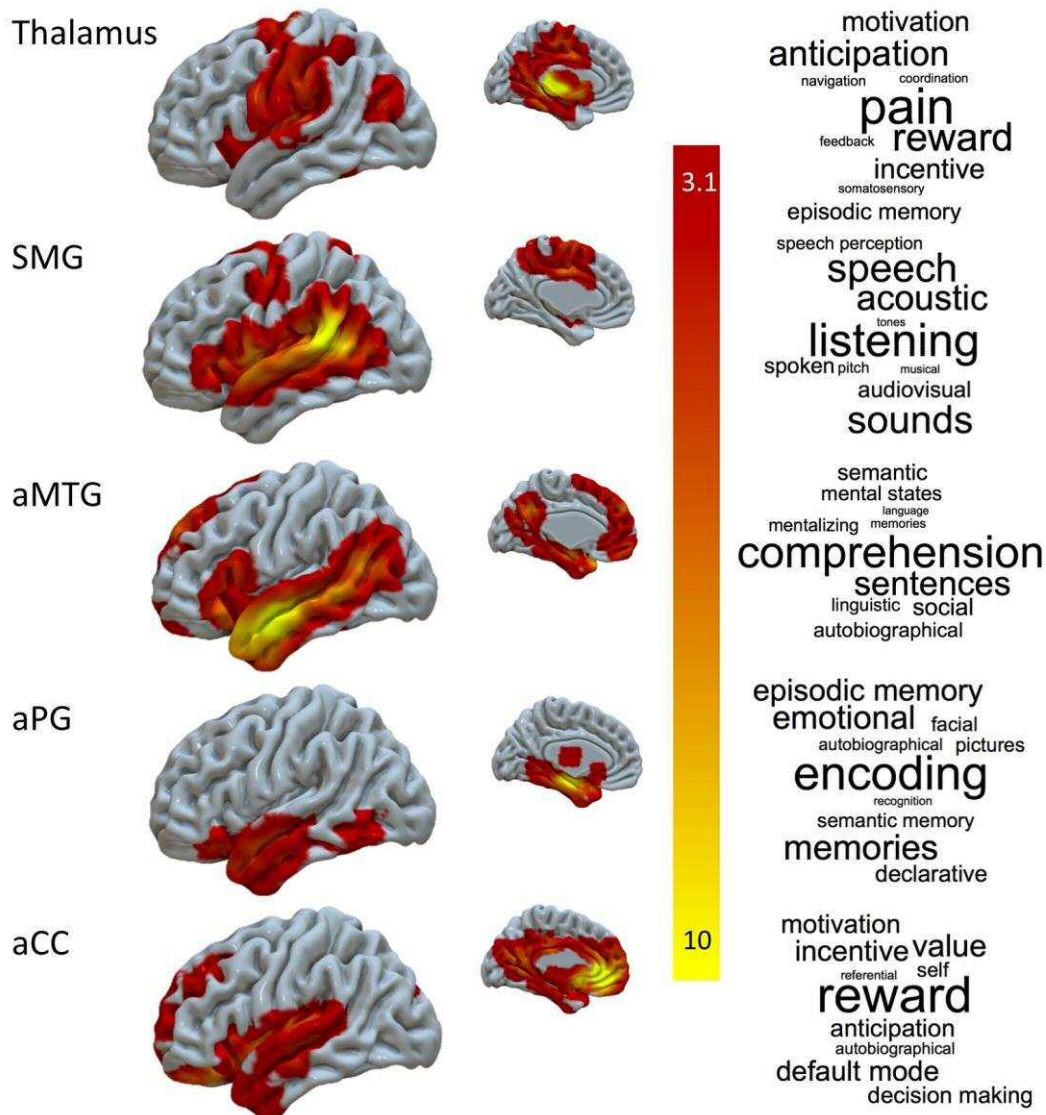 Thalamus
motivation
anticipation
navigation coordination
pain
feedback reward
incentive
somatosensory
episodic memory
3.1
SMG
speech perception
speech
acoustic
tones
listening
spoken pitch musical
audiovisual
sounds
aMTG
semantic
mental states
language
mentalizing memories
comprehension
sentences
linguistic social
autobiographical
aPG
episodic memory
emotional facial
autobiographical pictures
encoding
recognition
semantic memory
memories
declarative
aCC
10
motivation
incentive value
referential self
reward
anticipation
autobiographical
default mode
decision making